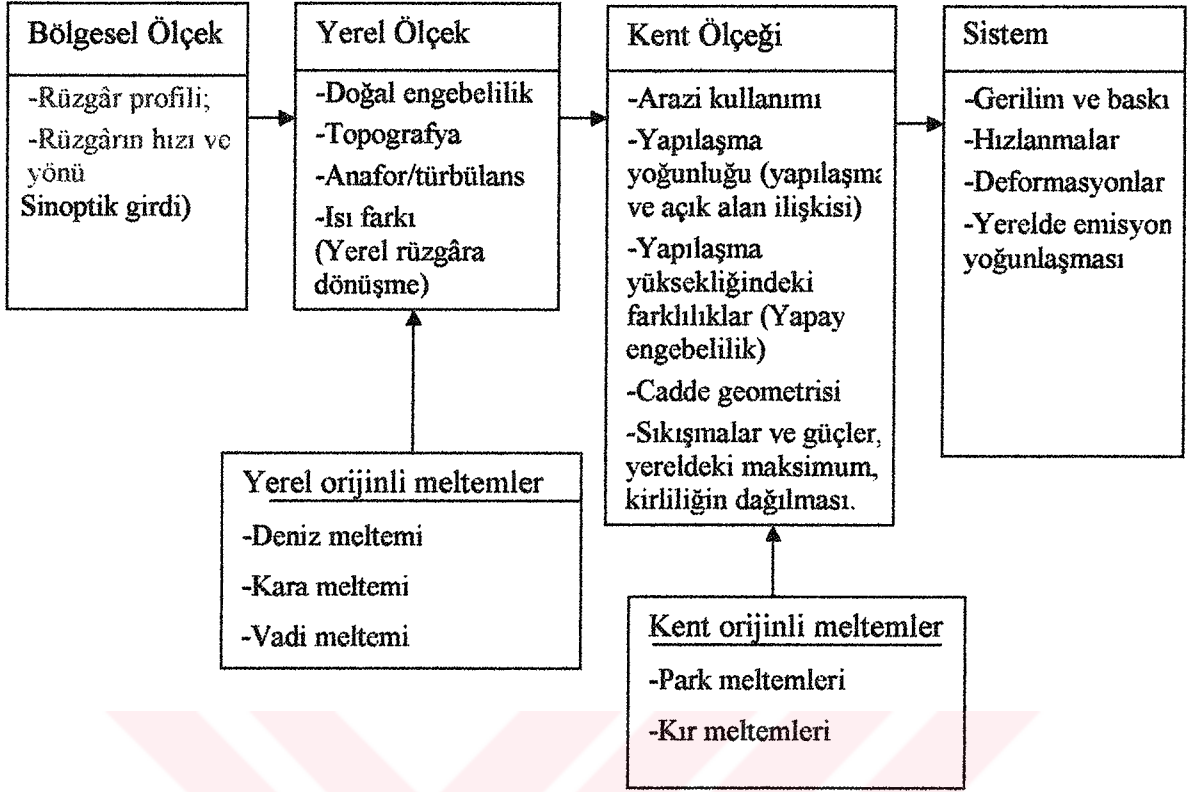 Bölgesel Ölçek
-Rüzgâr profili;
-Rüzgârın hızı ve
yönü
Sinoptik girdi)
Yerel Ölçek
-Doğal engebelilik
-Topografya
-Anafor/türbülans
-Isı farkı
(Yerel rüzgâra
dönüşme)
Kent Ölçeği
-Arazi kullanımı
-Yapılaşma
yoğunluğu (yapılaşma
ve açık alan ilişkisi)
-Yapılaşma
yüksekliğindeki
farklılıklar (Yapay
engebelilik)
-Cadde geometrisi
-Sıkışmalar ve güçler,
yereldeki maksimum,
kirliliğin dağılması.
Sistem
-Gerilim ve baskı
-Hızlanmalar
-Deformasyonlar
-Yerelde emisyon
yoğunlaşması
Yerel orijinli meltemler
-Deniz meltemi
-Kara meltemi
-Vadi meltemi
Kent orijinli meltemler
-Park meltemleri
-Kır meltemleri